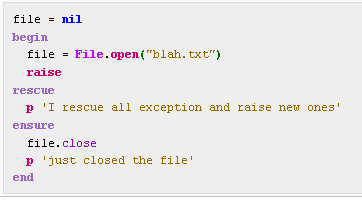 file = nil
begin
  file = File.open("blah.txt")
  raise
rescue
  p 'I rescue all exception and raise new ones'
ensure
  file.close
  p 'just closed the file'
end